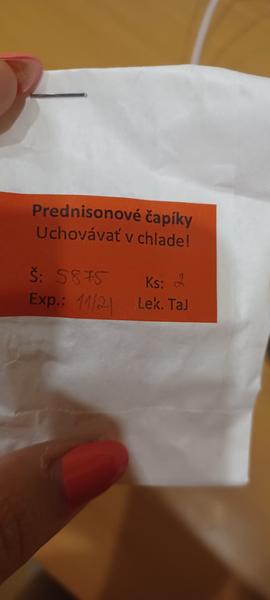 Prednisonové čapíky
Uchovávať v chlade!
Š: 5875 Ks: 2
Exp.: 11/21 Lek. TaJ